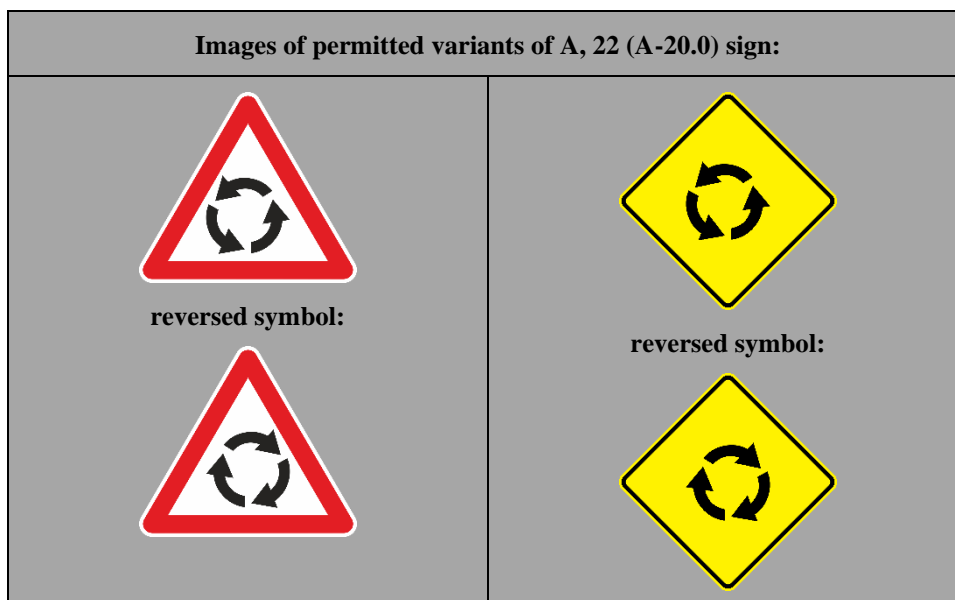 Images of permitted variants of A, 22 (A-20.0) sign:
reversed symbol:
reversed symbol: